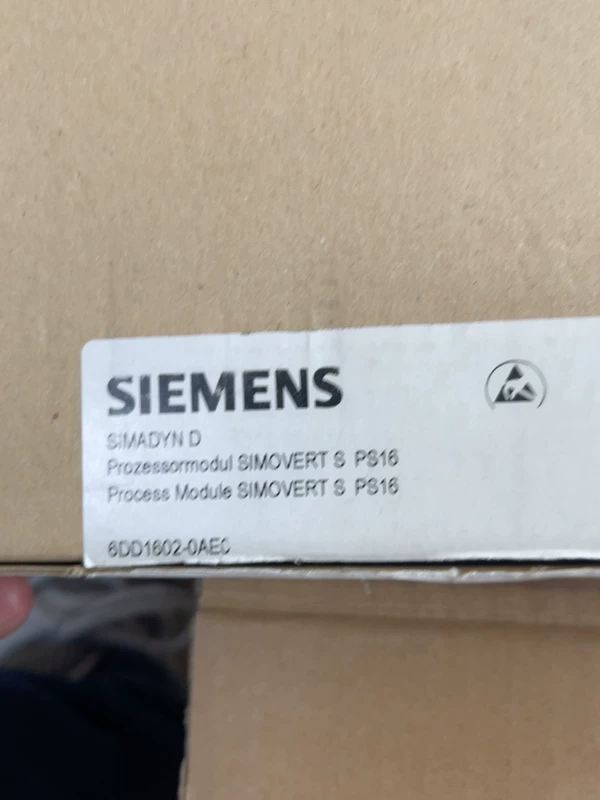 SIEMENS
SIMADYN D
Prozessormodul SIMOVERT S PS16
Process Module SIMOVERT S PS16
6DD1602-0AE0